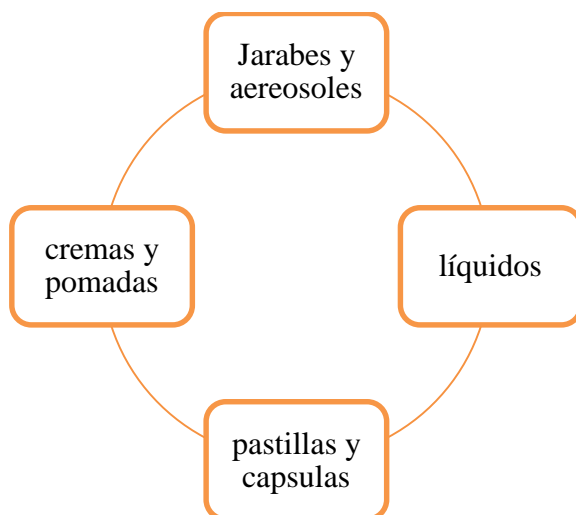 Jarabes y
aereosoles
cremas y
pomadas
líquidos
pastillas y
capsulas